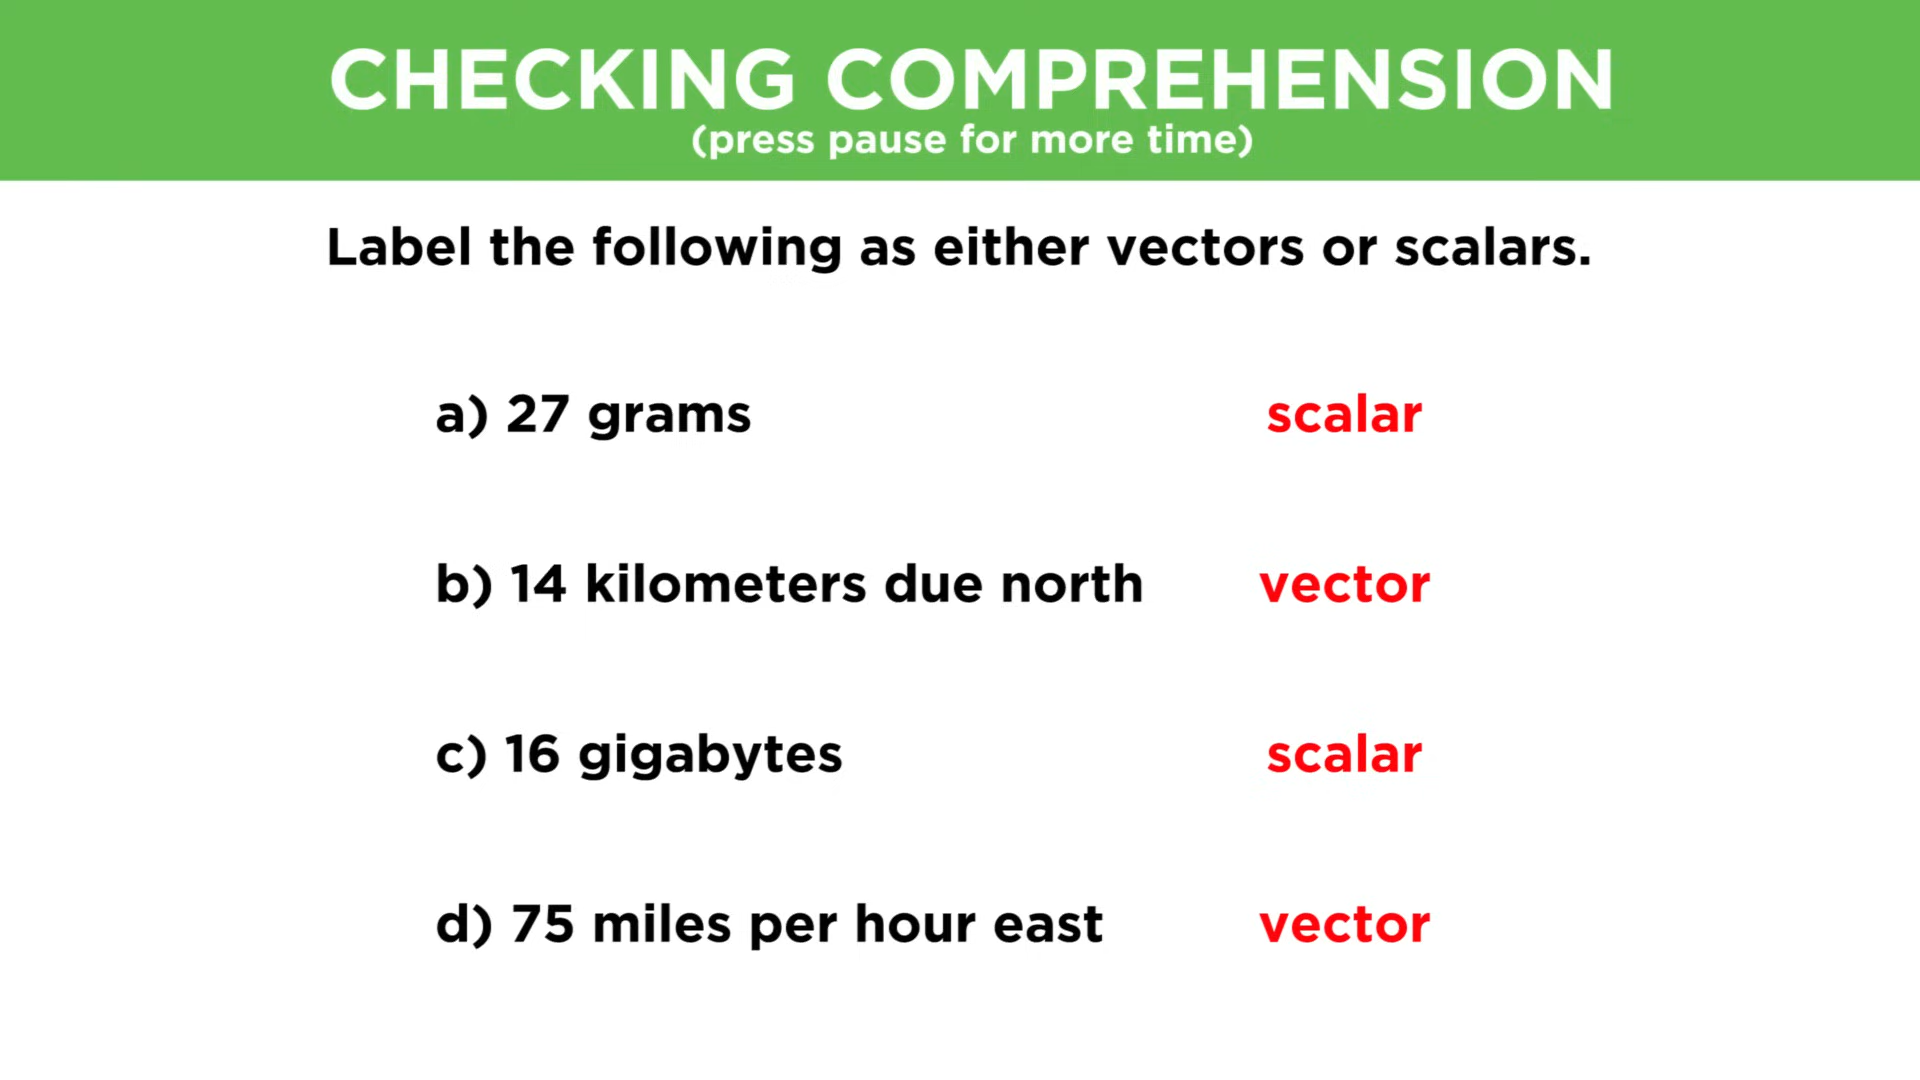 CHECKING COMPREHENSION
(press pause for more time)
Label the following as either vectors or scalars.
a) 27 grams scalar
b) 14 kilometers due north vector
c) 16 gigabytes scalar
d) 75 miles per hour east vector